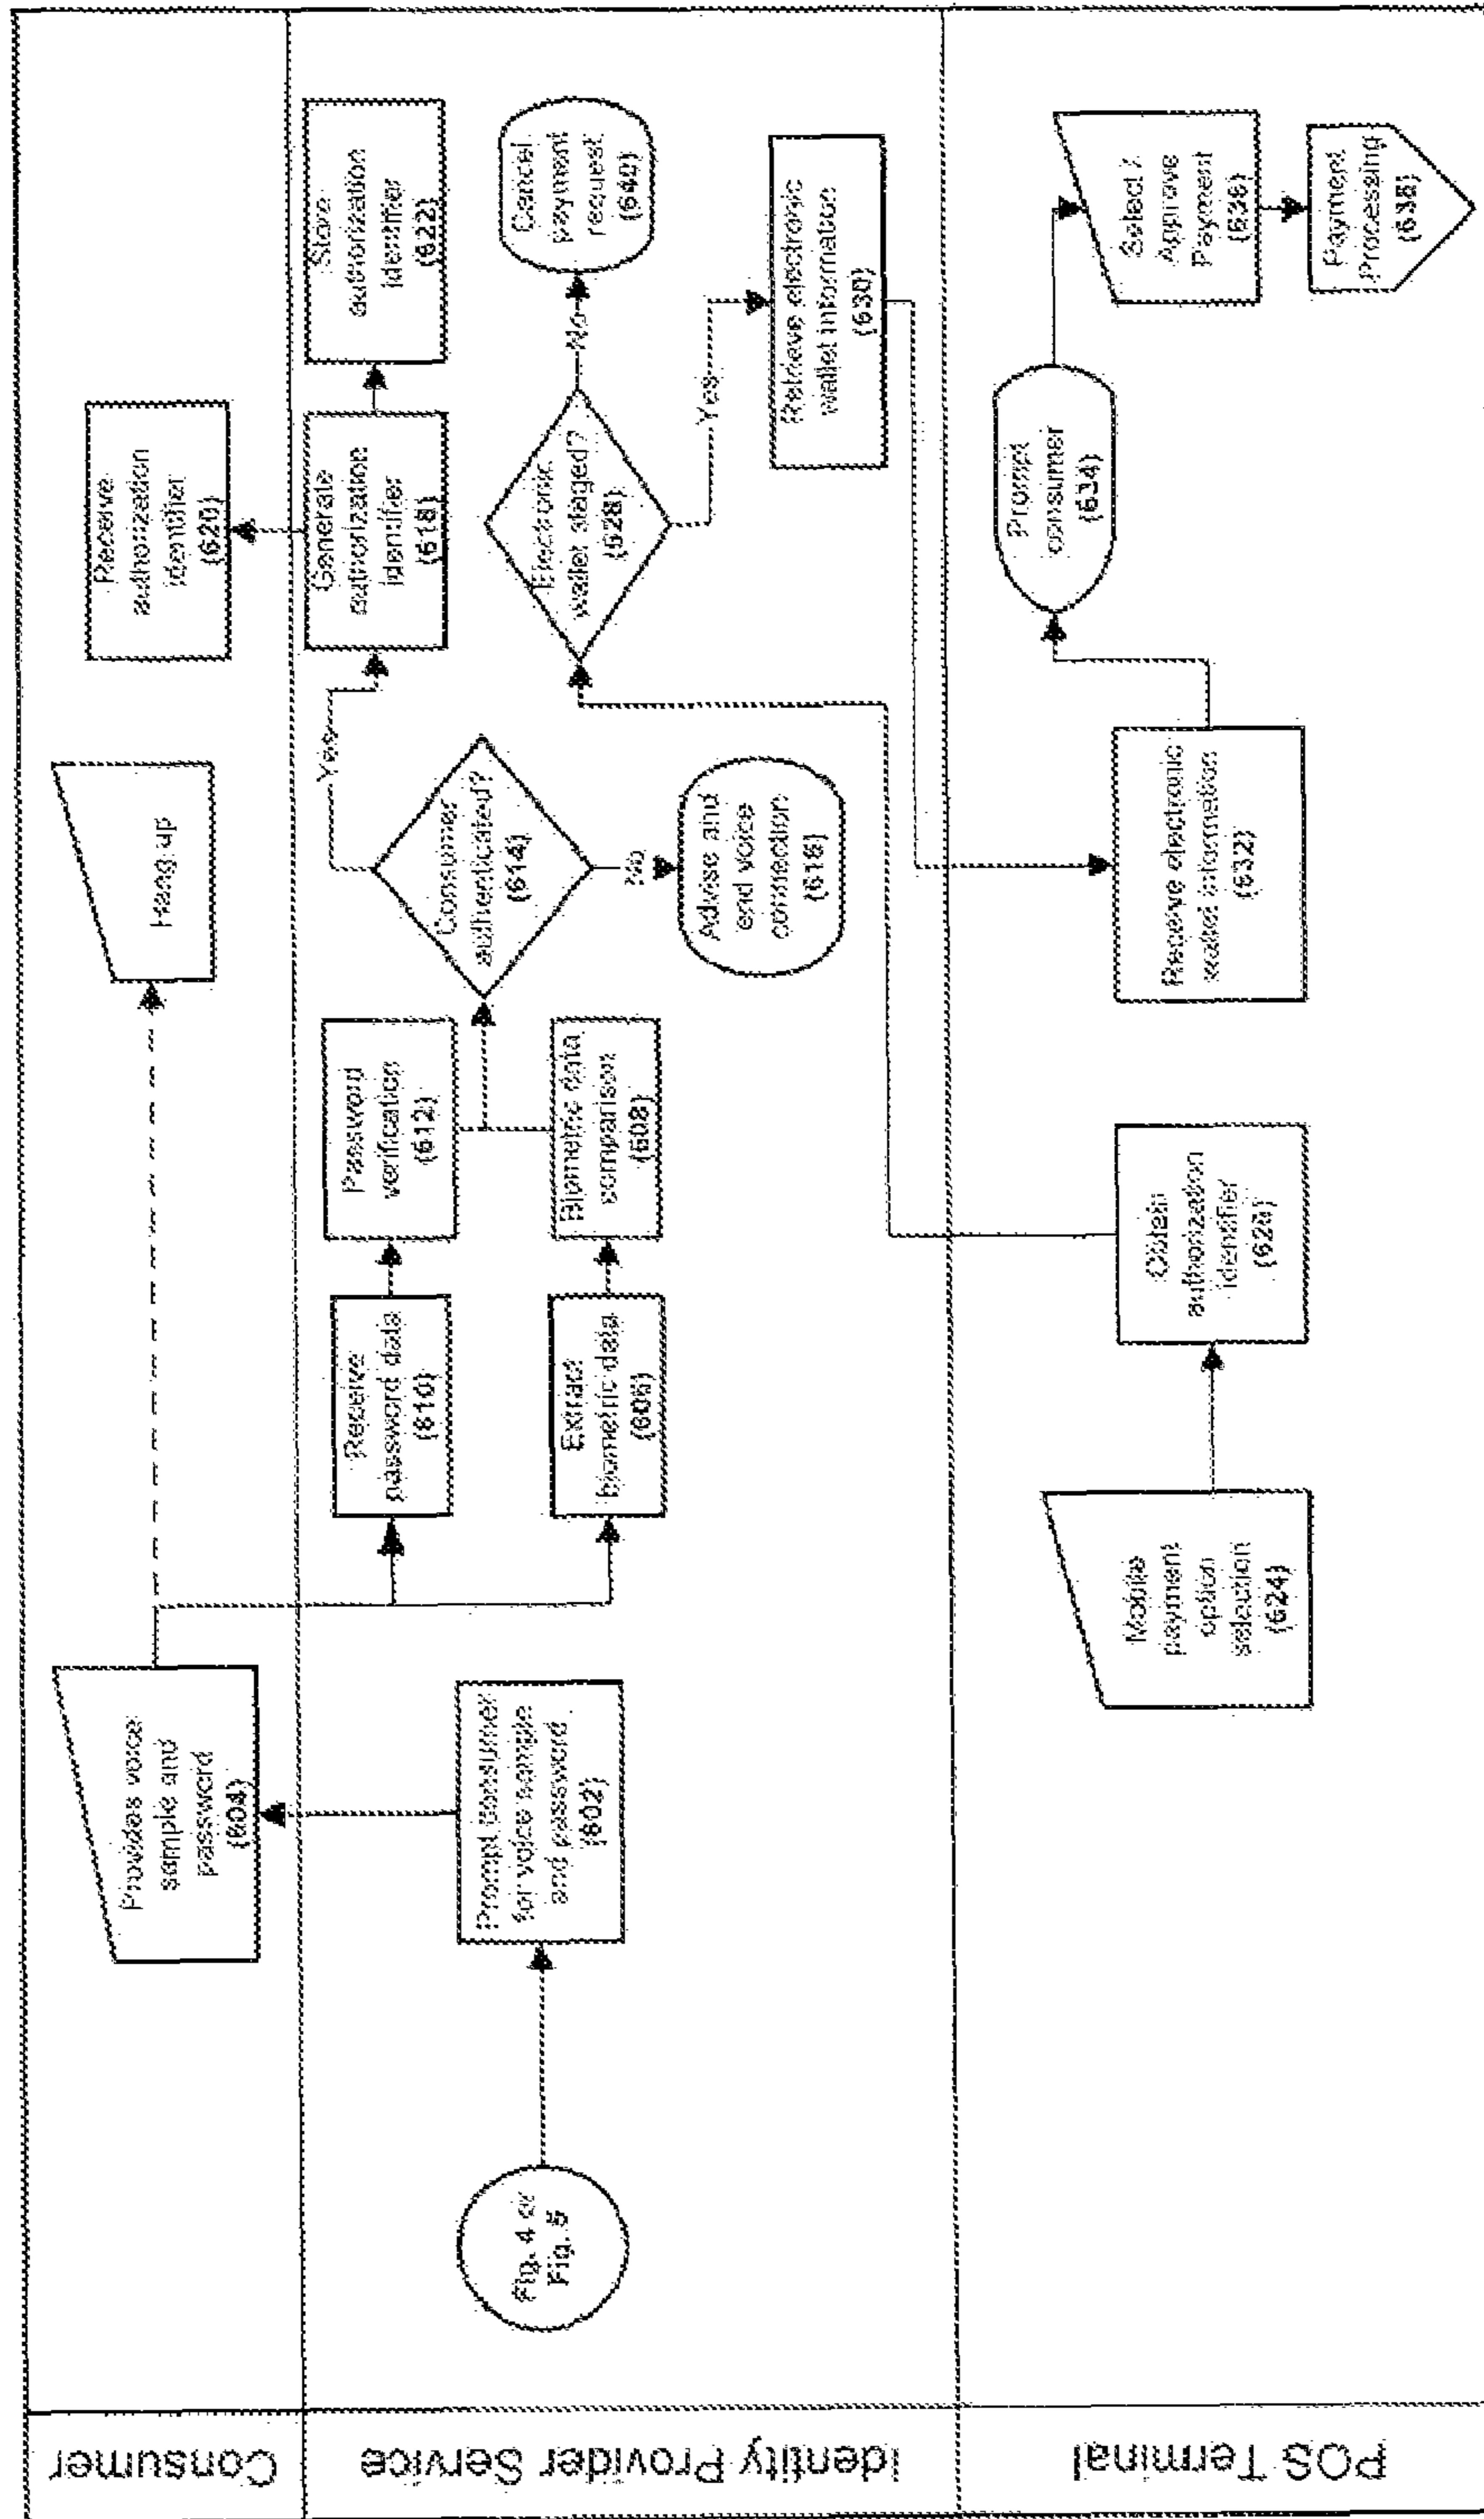 Consumer
Provides voice
sample and
password
(604)
Hang up
Receive
authorization
identifier
(620)
Identity Provider Service
Fig. 4 or
Fig. 5
Prompt consumer
for voice sample
and password
(602)
Receive
password data
(610)
Password
verification
(612)
Extract
biometric data
(606)
Biometric data
comparison
(608)
Consumer
authenticated?
(614)
Yes
No
Advise and
end voice
connection
(616)
Generate
authorization
identifier
(618)
Store
authorization
identifier
(622)
Electronic
wallet staged?
(628)
No
Cancel
payment
request
(640)
Yes
Retrieve electronic
wallet information
(630)
POS Terminal
Mobile
payment
option
selection
(624)
Obtain
authorization
identifier
(626)
Receive electronic
wallet information
(632)
Prompt
consumer
(634)
Select /
Approve
Payment
(636)
Payment
Processing
(638)